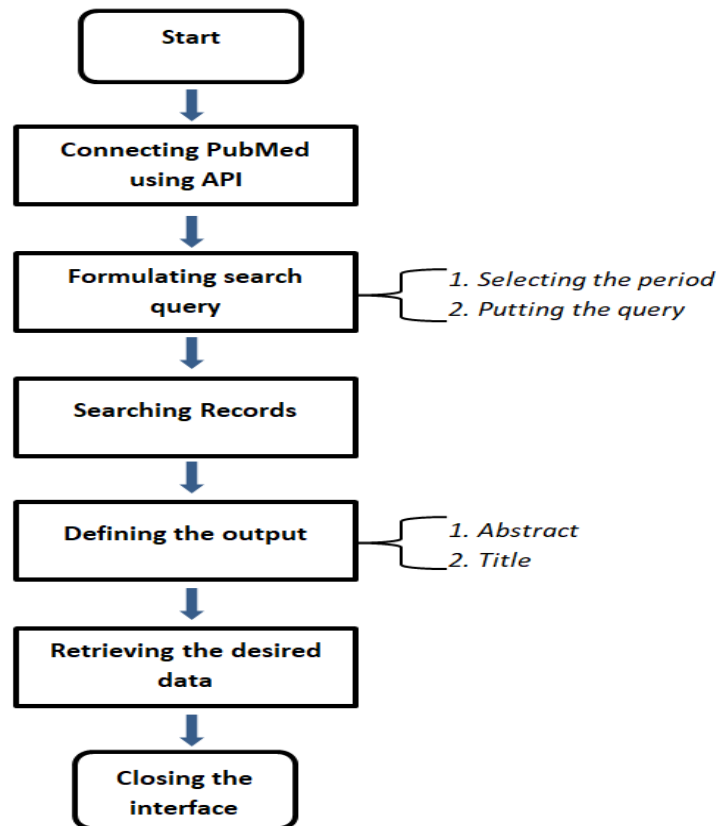 Start
Connecting PubMed
using API
Formulating search
query
1. Selecting the period
2. Putting the query
Searching Records
Defining the output
1. Abstract
2. Title
Retrieving the desired
data
Closing the
interface